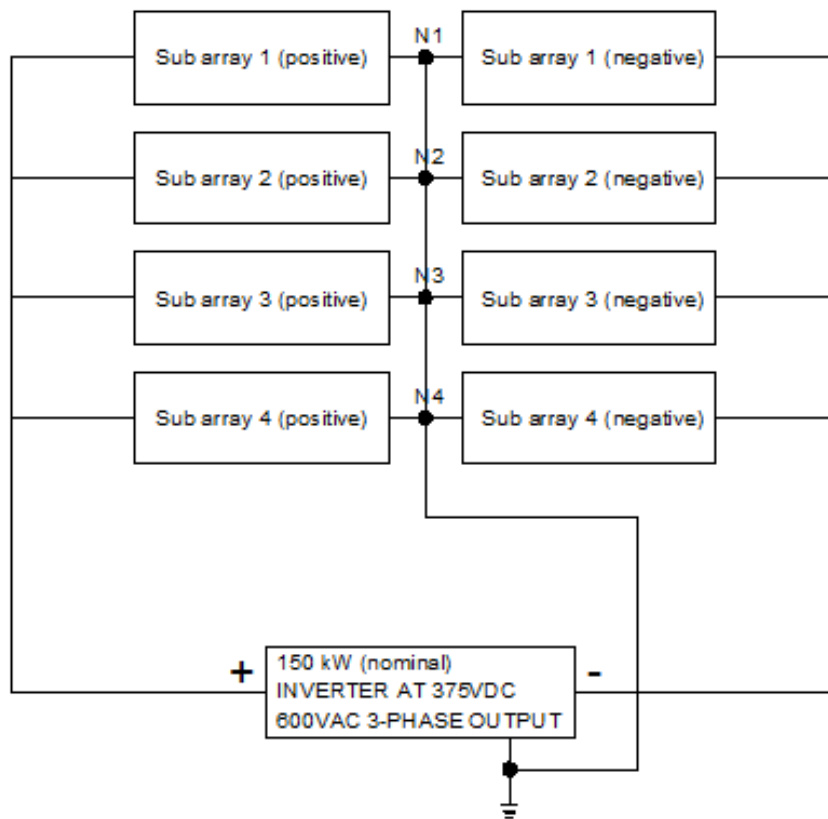 N1
Sub array 1 (positive) Sub array 1 (negative)
N2
Sub array 2 (positive) Sub array 2 (negative)
N3
Sub array 3 (positive) Sub array 3 (negative)
N4
Sub array 4 (positive) Sub array 4 (negative)
+ 150 kW (nominal) -
INVERTER AT 375VDC
600VAC 3-PHASE OUTPUT